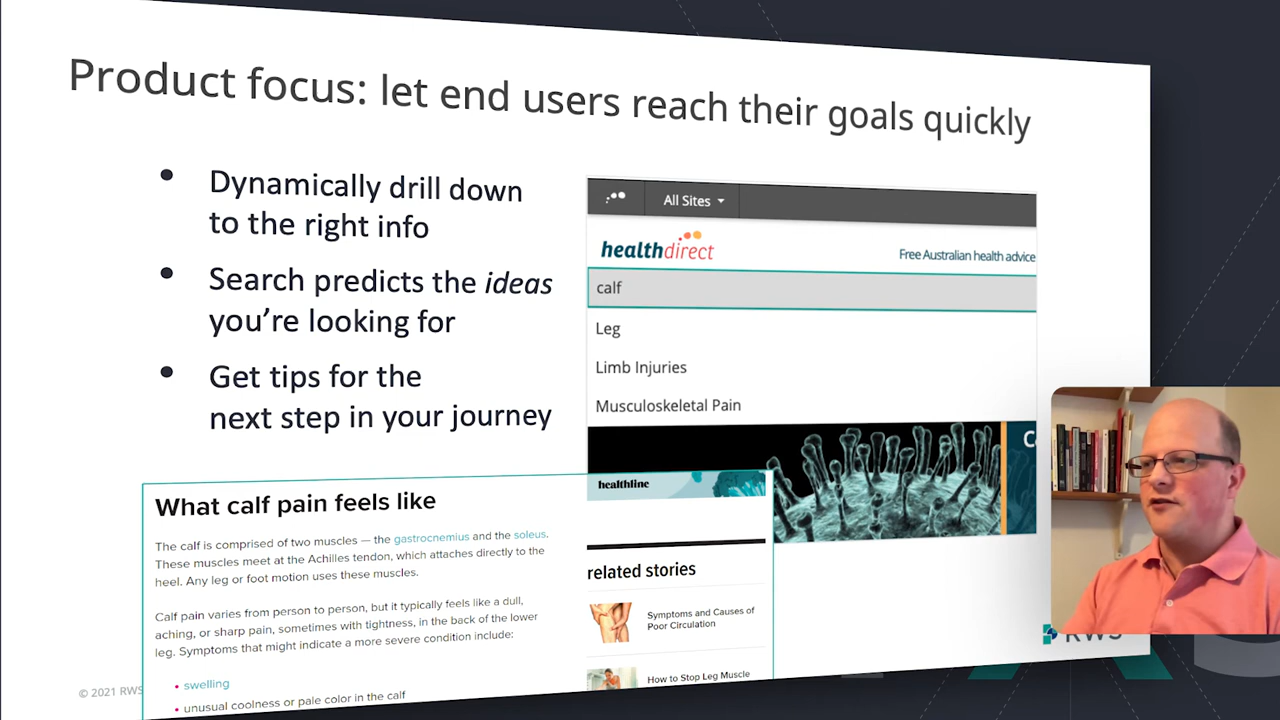 Product focus: let end users reach their goals quickly
• Dynamically drill down
to the right info
• Search predicts the ideas
you're looking for
• Get tips for the
next step in your journey
All Sites
healthdirect
Free Australian health advice
calf
Leg
Limb Injuries
Musculoskeletal Pain
What calf pain feels like
The calf is comprised of two muscles — the gastrocnemius and the soleus.
These muscles meet at the Achilles tendon, which attaches directly to the
heel. Any leg or foot motion uses these muscles.
Calf pain varies from person to person, but it typically feels like a dull,
aching, or sharp pain, sometimes with tightness, in the back of the lower
leg. Symptoms that might indicate a more severe condition include:
• swelling
• unusual coolness or pale color in the calf
healthline
related stories
Symptoms and Causes of
Poor Circulation
How to Stop Leg Muscle
© 2021 RWS
RWS